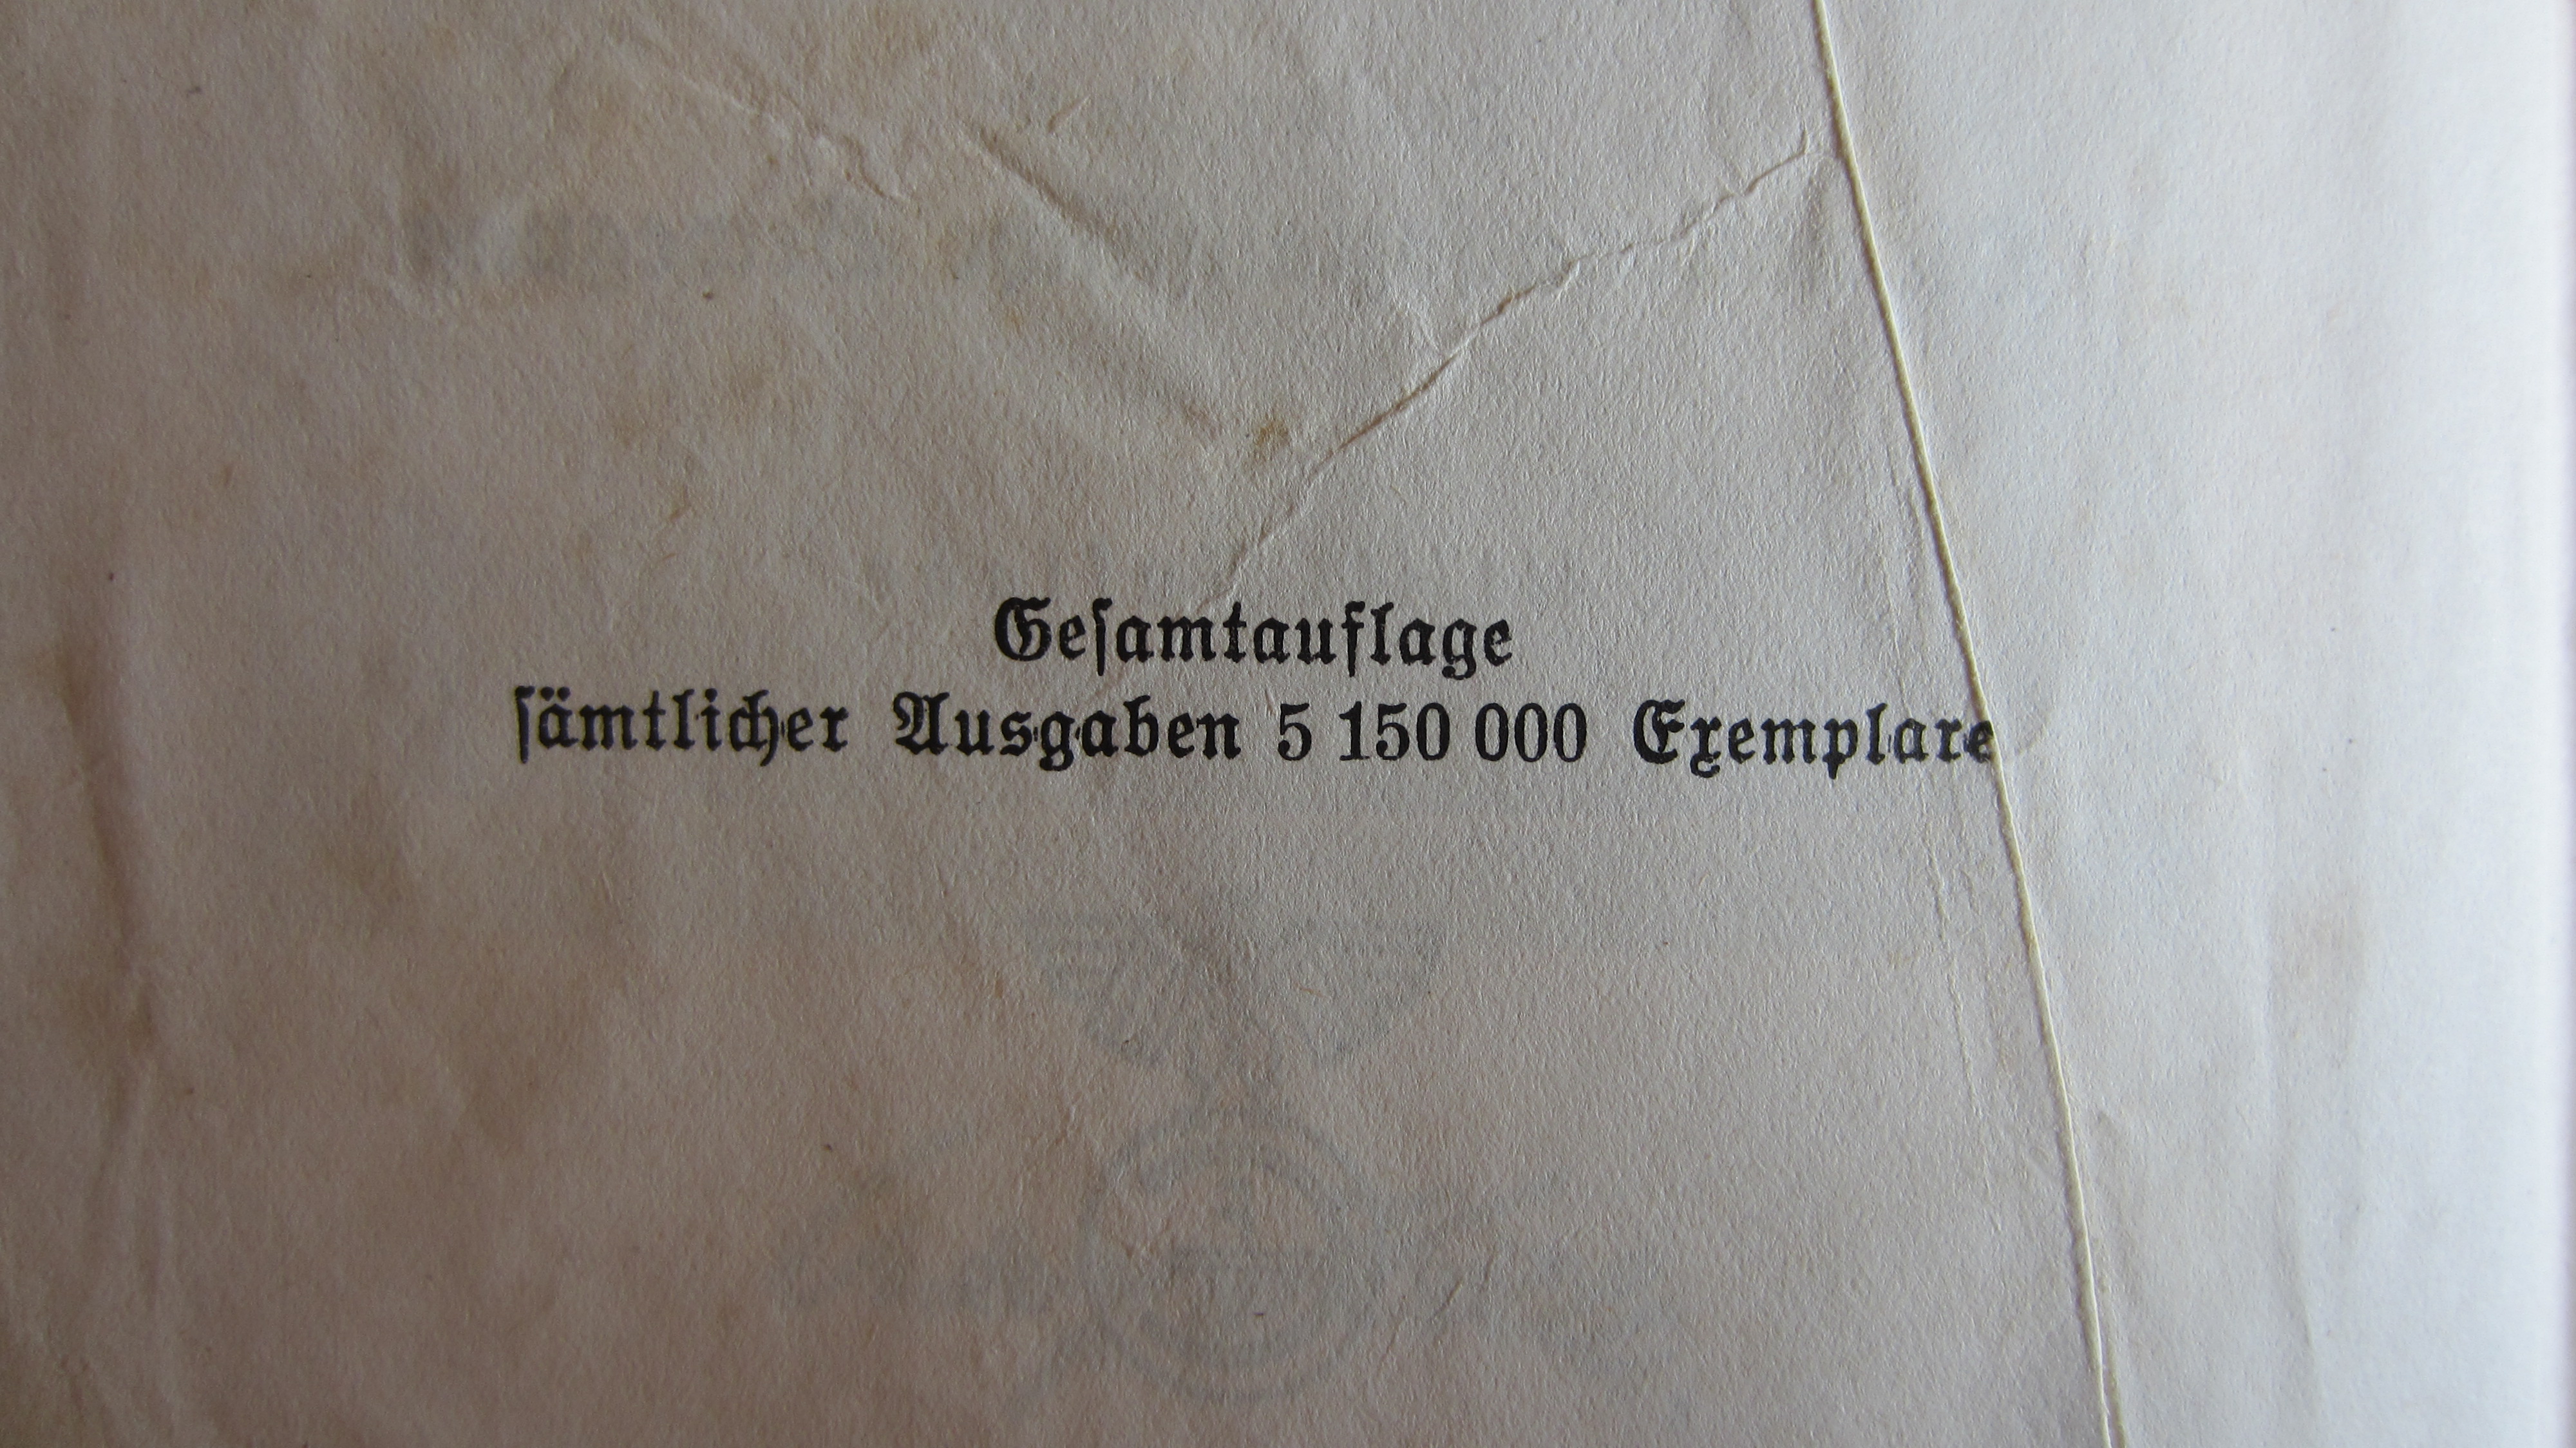 Geſamtauflage
ſämtlicher Ausgaben 5 150 000 Exemplare